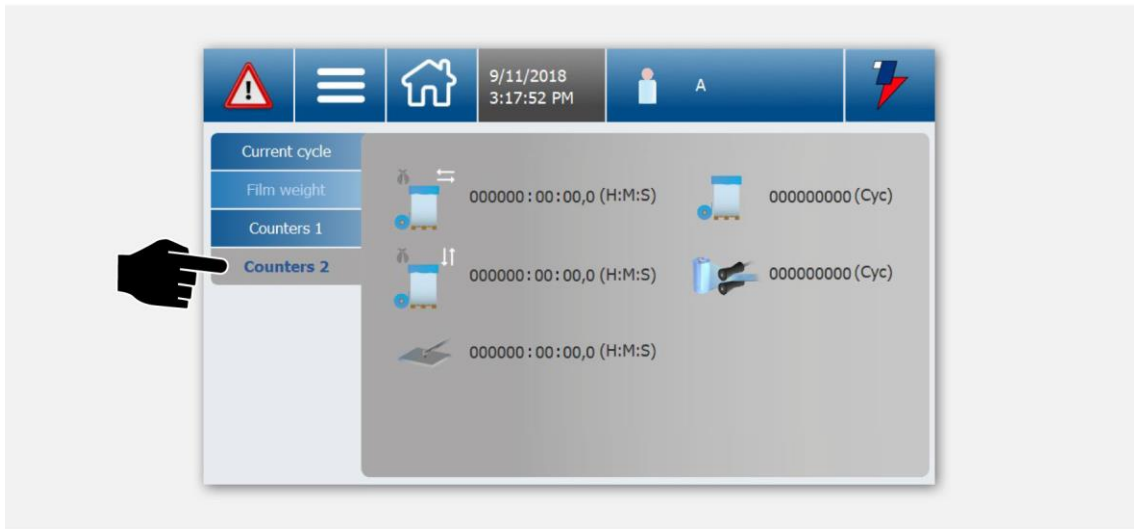 9/11/2018
3:17:52 PM
A
Current cycle
Film weight
Counters 1
Counters 2
000000:00:00,0 (H:M:S)
000000000 (Cyc)
000000:00:00,0 (H:M:S)
000000000 (Cyc)
000000:00:00,0 (H:M:S)